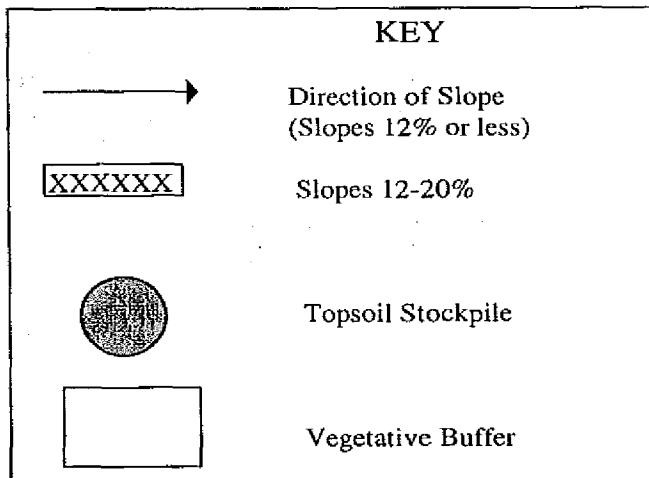 KEY
Direction of Slope
(Slopes 12% or less)
XXXXXX
Slopes 12-20%
Topsoil Stockpile
Vegetative Buffer